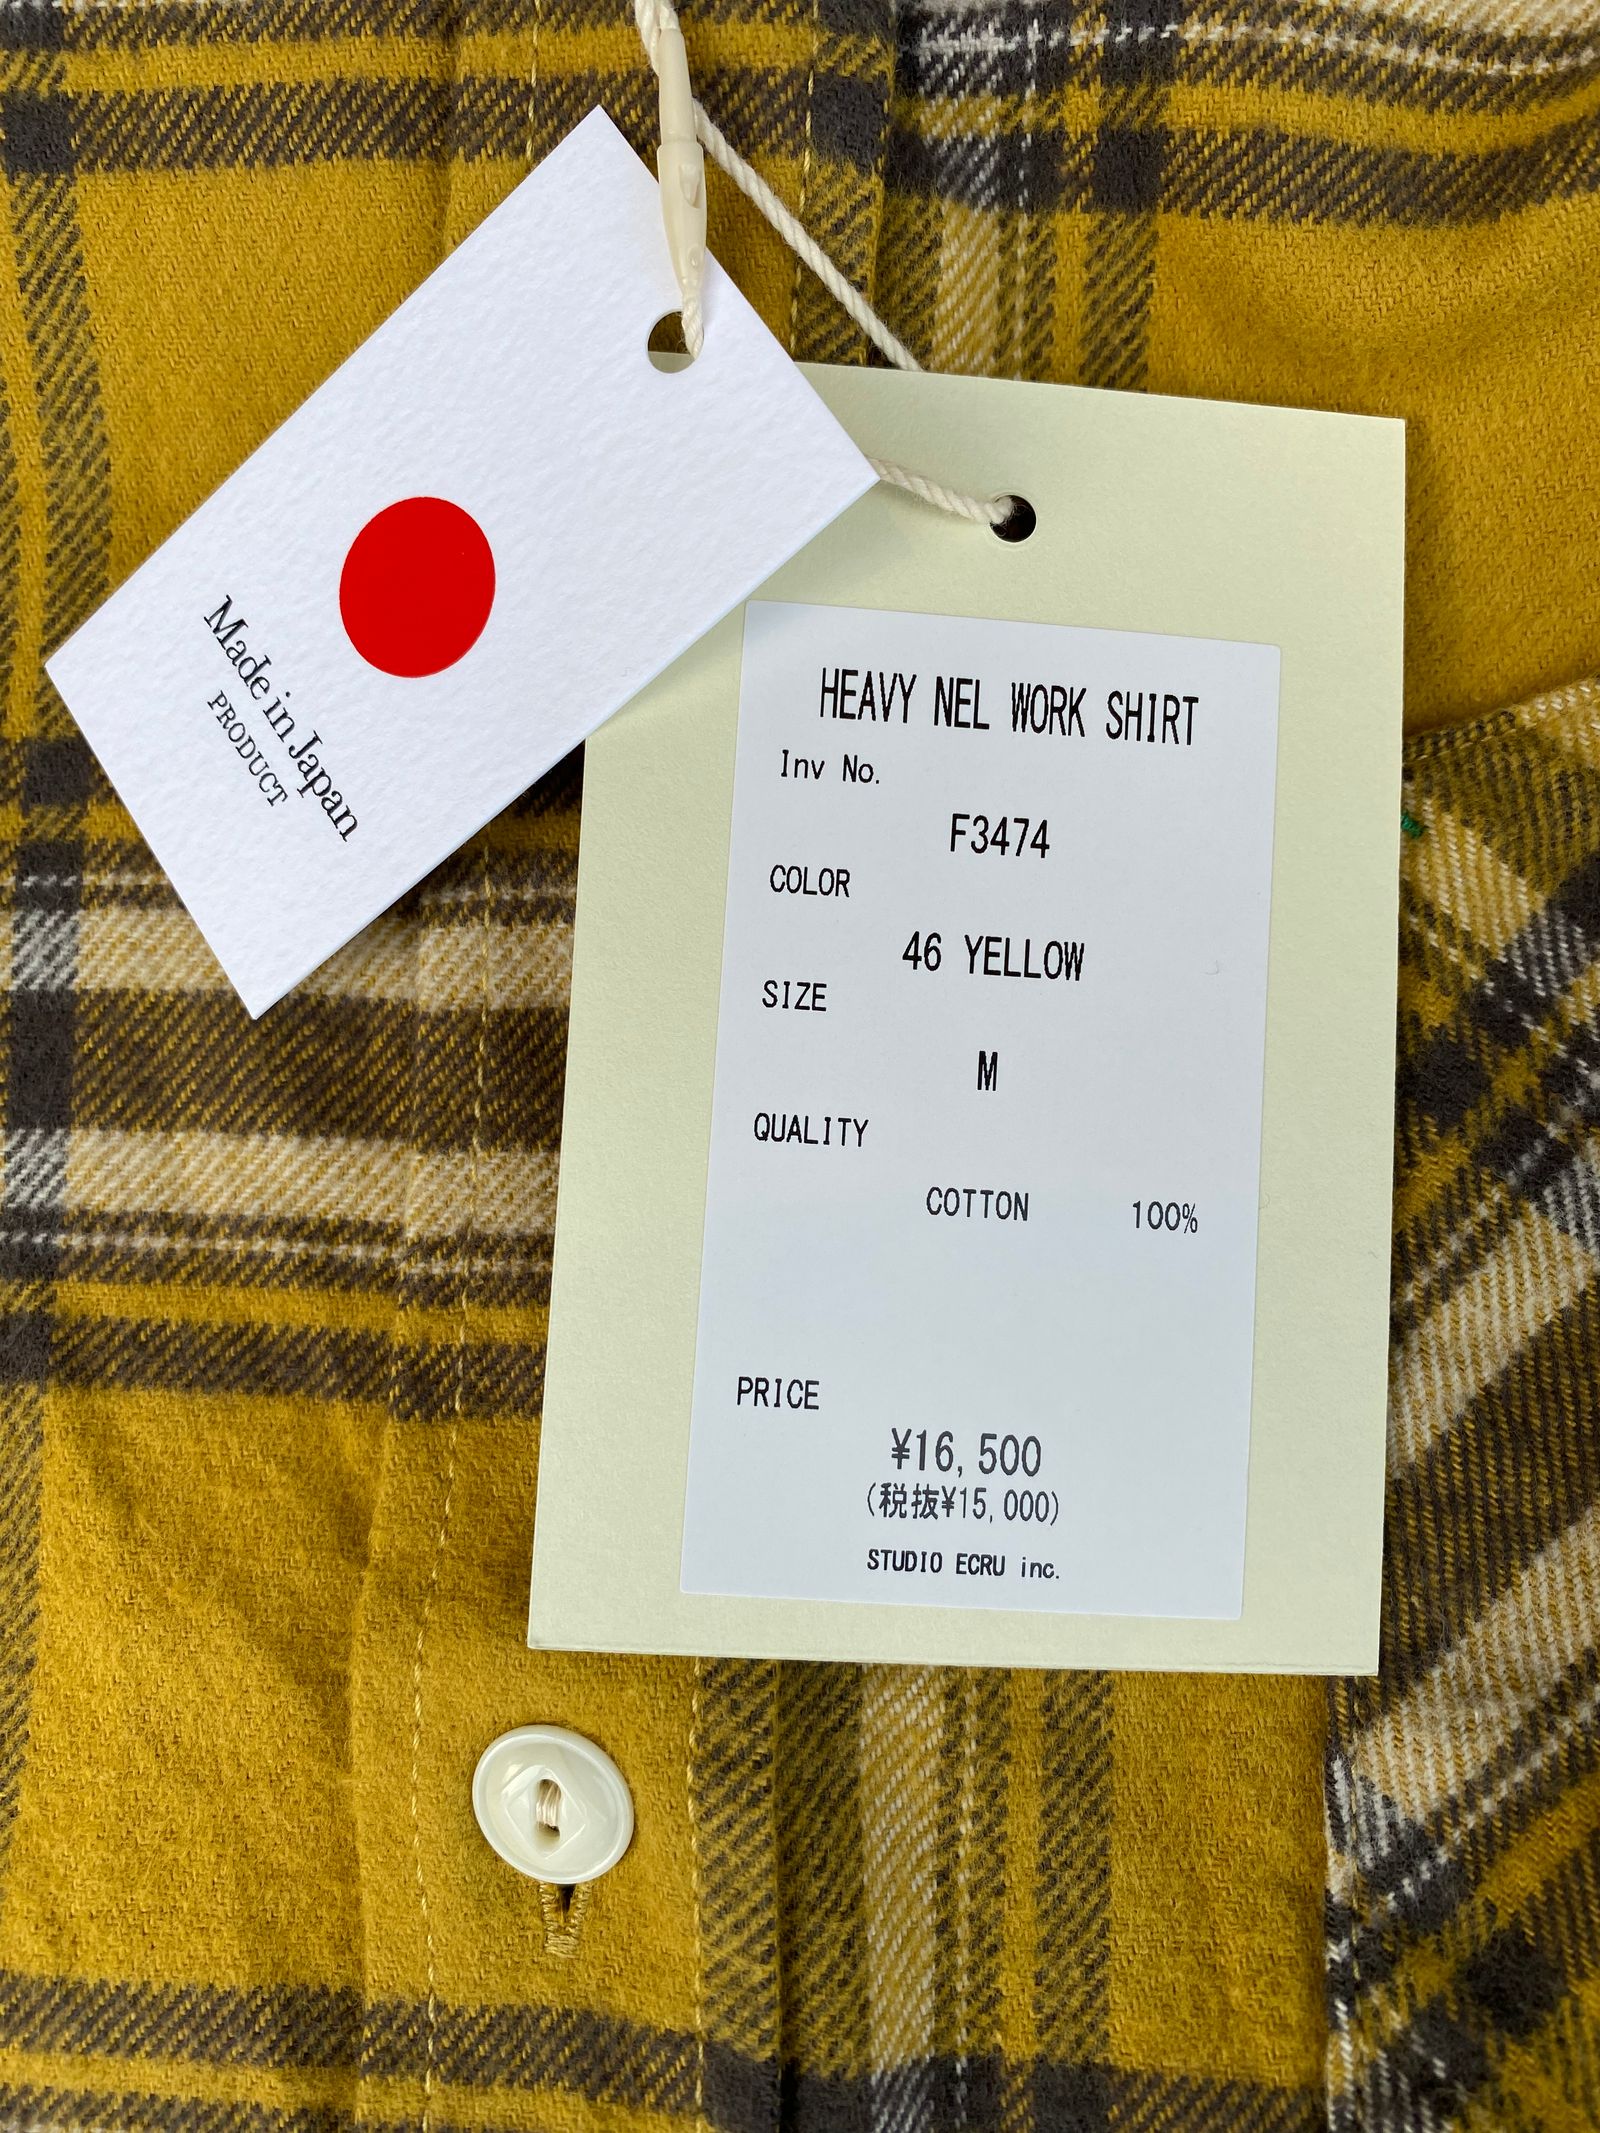 Made in Japan
PRODUCT
HEAVY NEL WORK SHIRT
Inv No.
F3474
COLOR
46 YELLOW
SIZE
M
QUALITY
COTTON 100%
PRICE
¥16,500
(税抜¥15,000)
STUDIO ECRU inc.